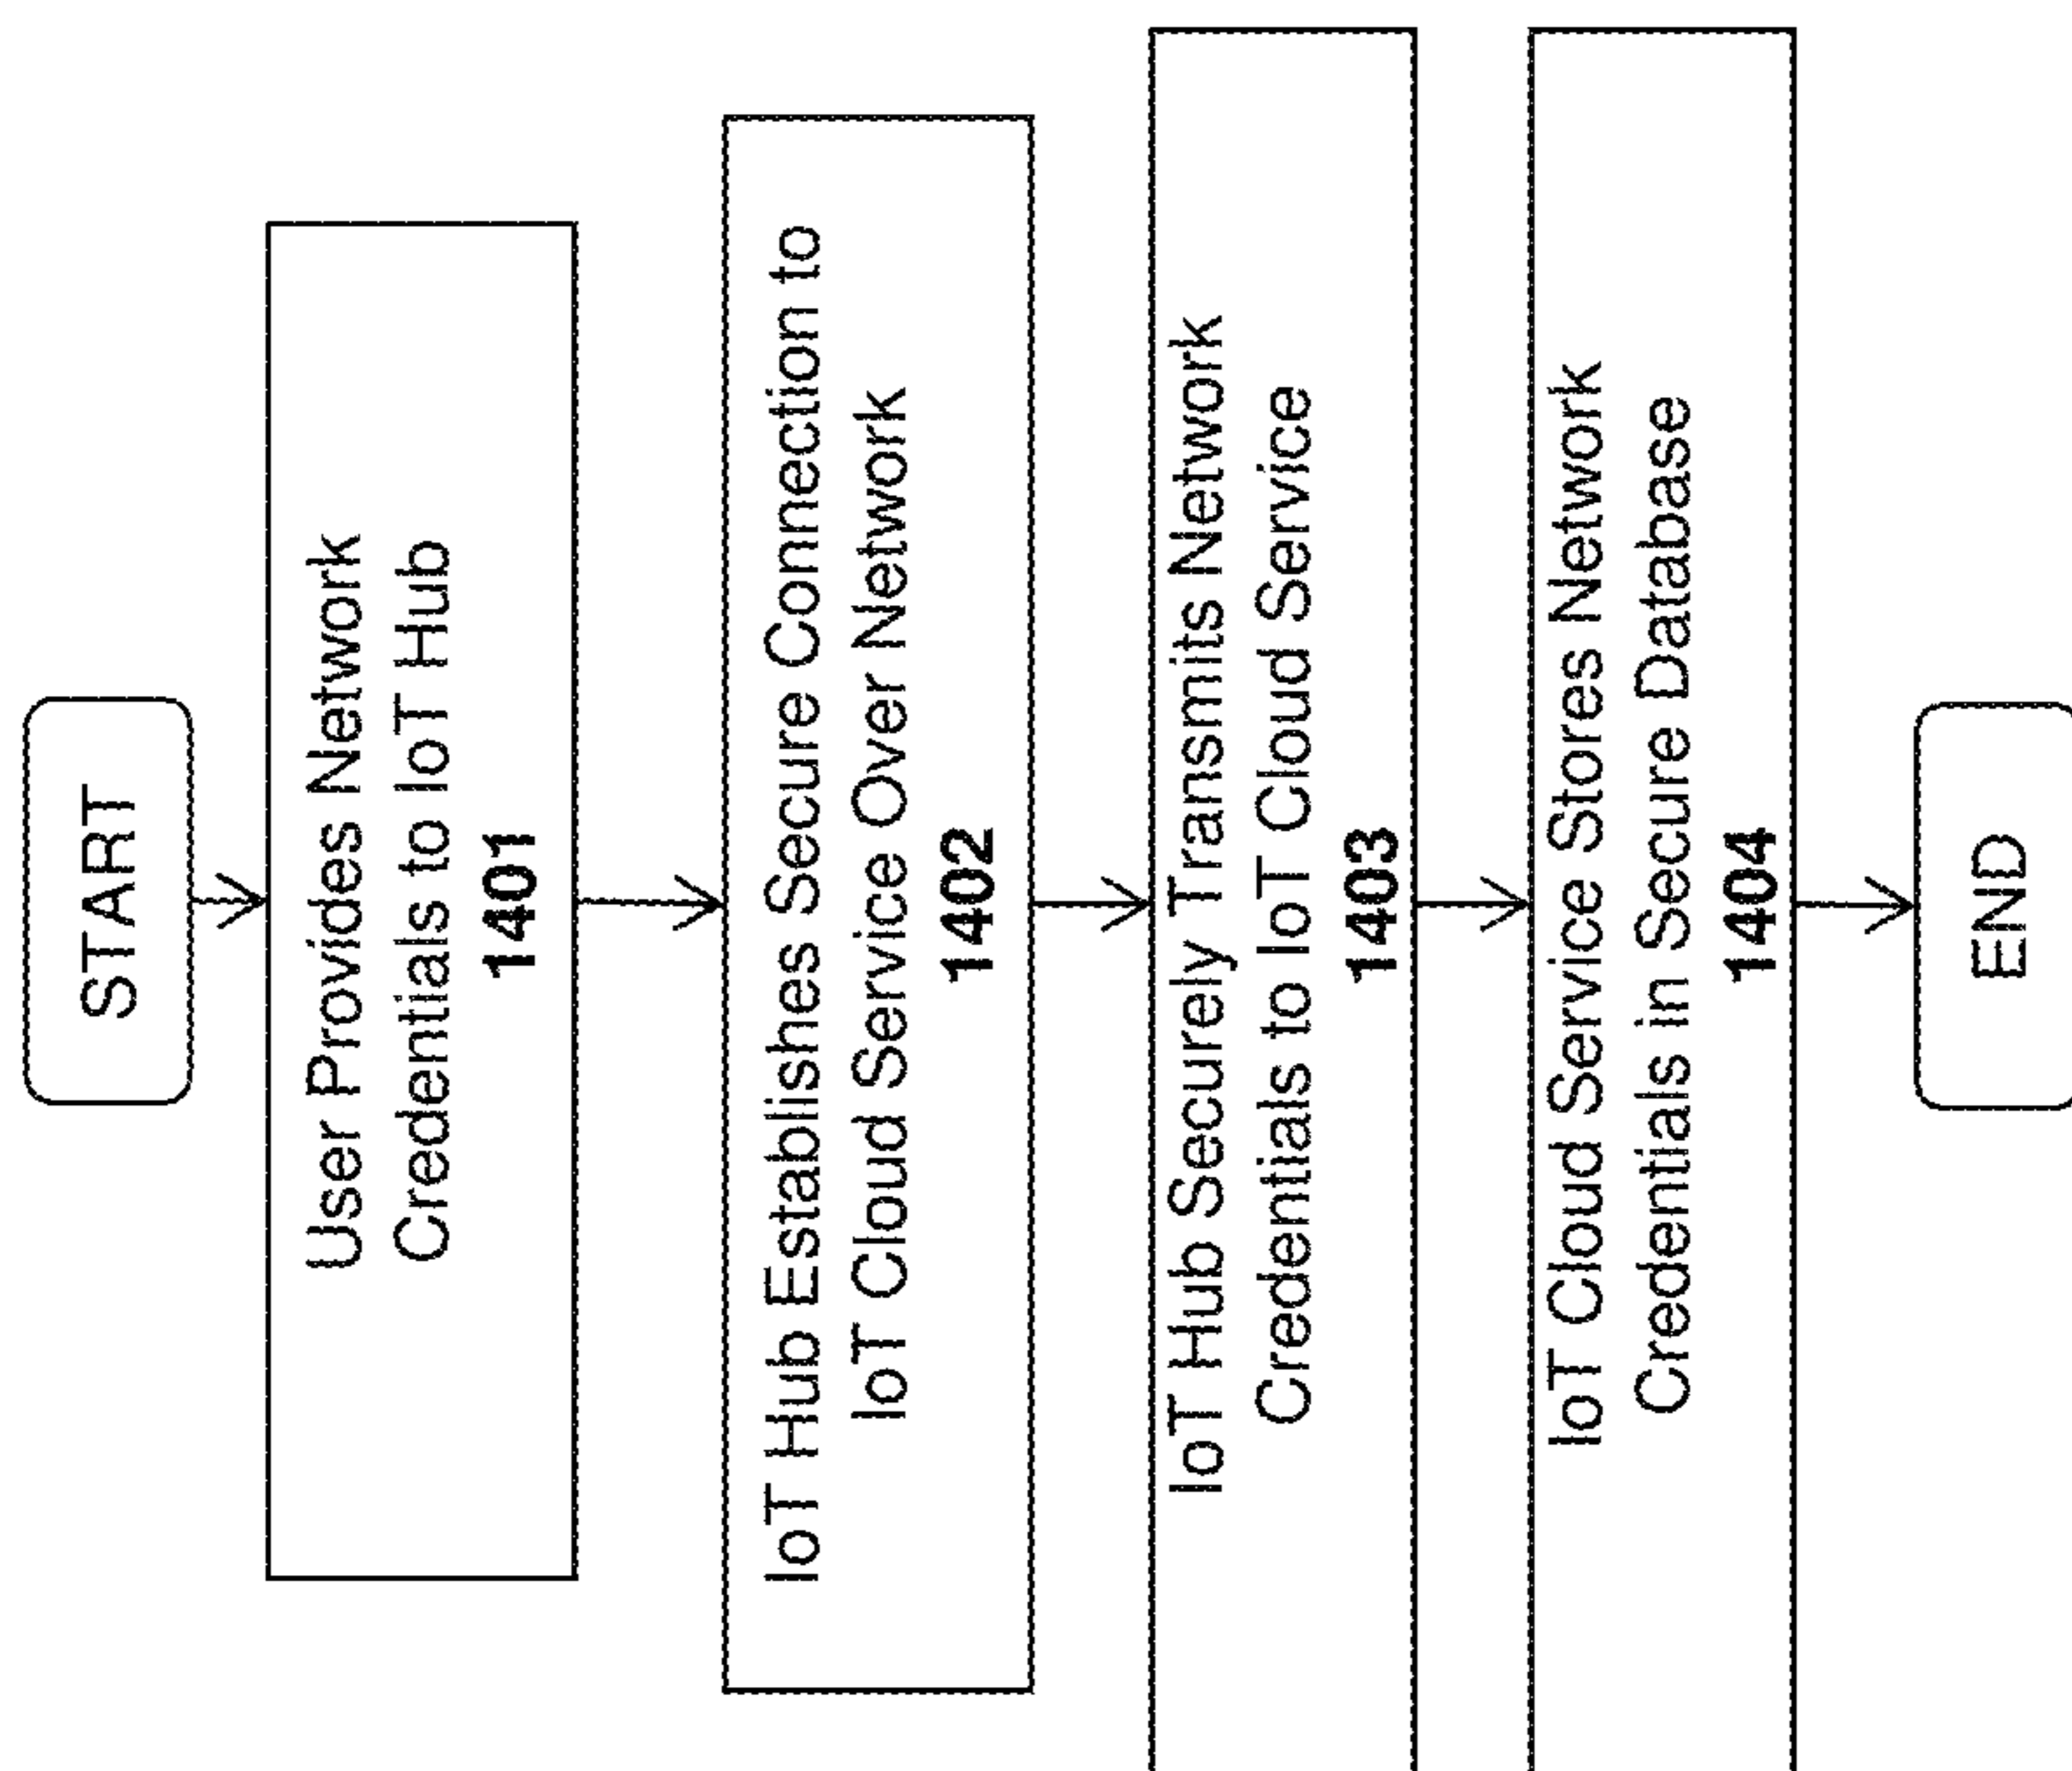 START
User Provides Network
Credentials to IoT Hub
1401
IoT Hub Establishes Secure Connection to
IoT Cloud Service Over Network
1402
IoT Hub Securely Transmits Network
Credentials to IoT Cloud Service
1403
IoT Cloud Service Stores Network
Credentials in Secure Database
1404
END